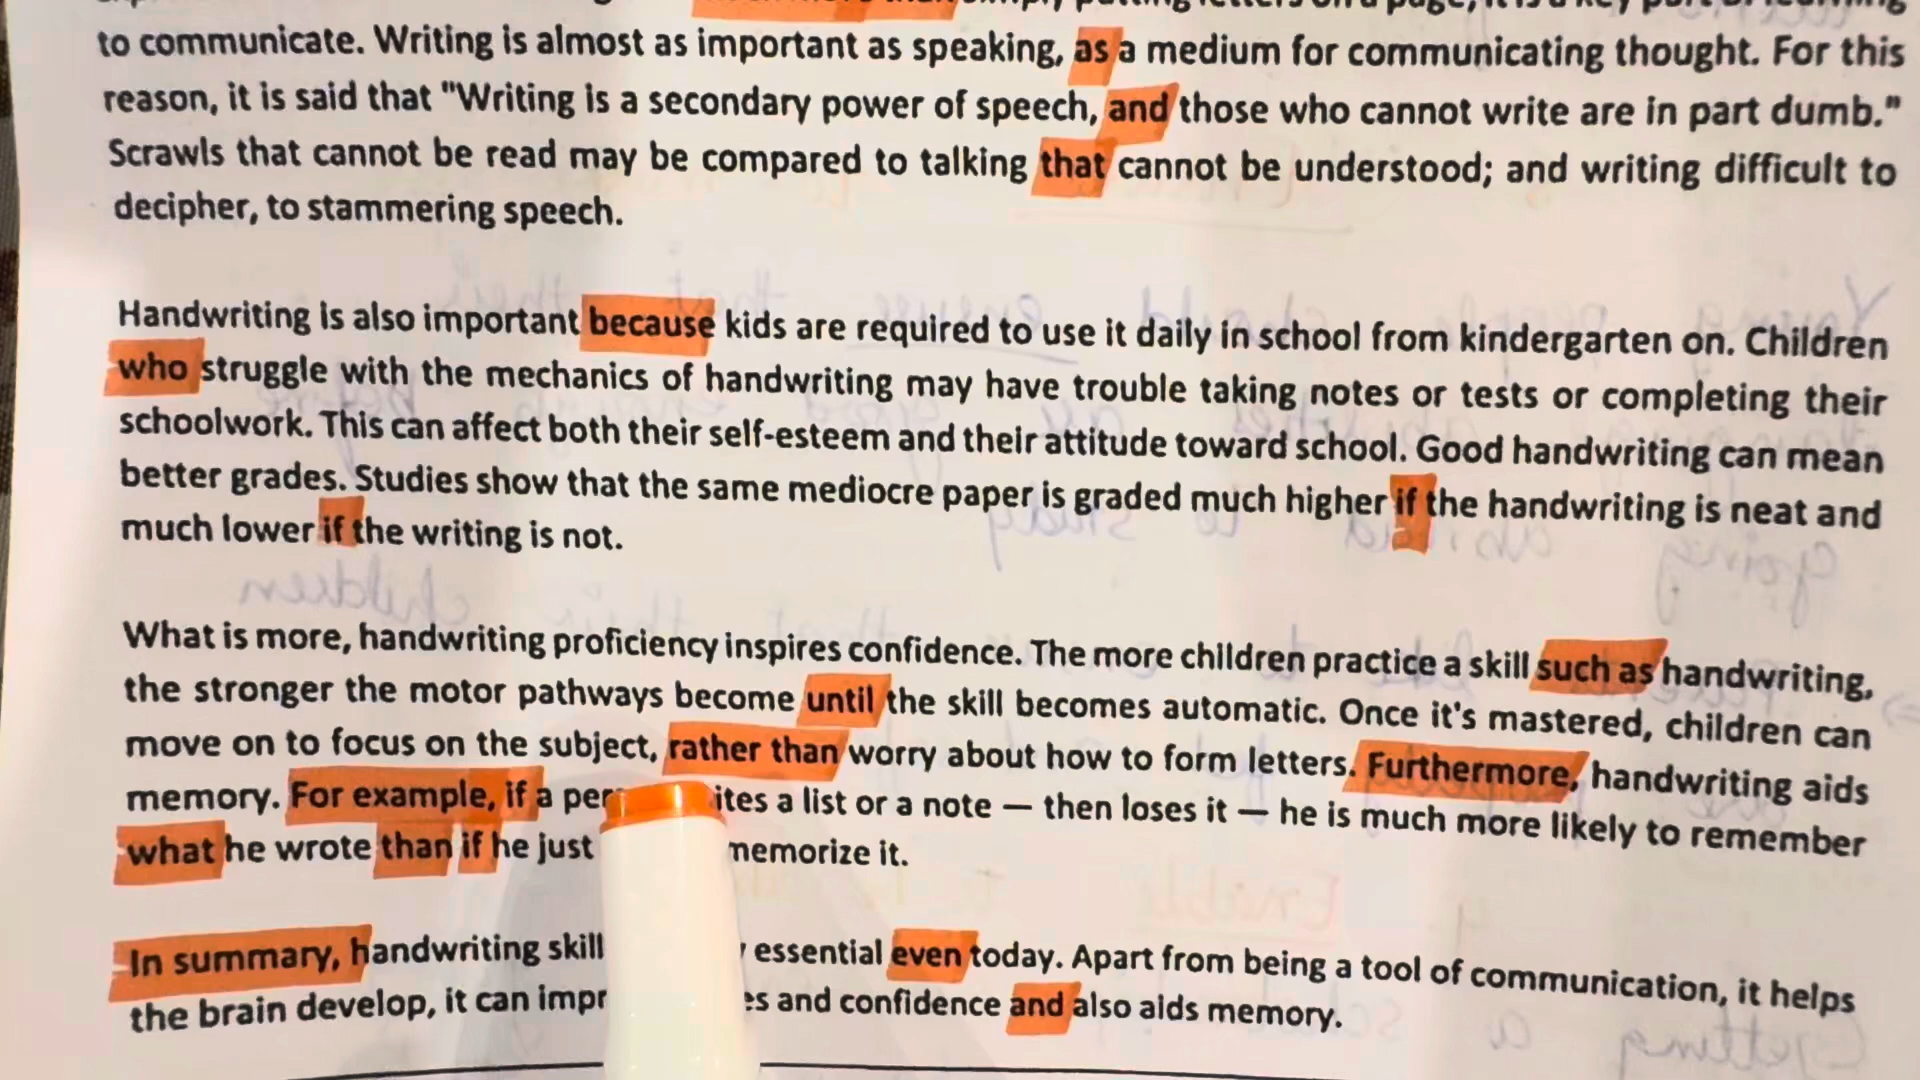 to communicate. Writing is almost as important as speaking, as a medium for communicating thought. For this
reason, it is said that "Writing is a secondary power of speech, and those who cannot write are in part dumb."
Scrawls that cannot be read may be compared to talking that cannot be understood; and writing difficult to
decipher, to stammering speech.
Handwriting is also important because kids are required to use it daily in school from kindergarten on. Children
who struggle with the mechanics of handwriting may have trouble taking notes or tests or completing their
schoolwork. This can affect both their self-esteem and their attitude toward school. Good handwriting can mean
better grades. Studies show that the same mediocre paper is graded much higher if the handwriting is neat and
much lower if the writing is not.
What is more, handwriting proficiency inspires confidence. The more children practice a skill such as handwriting,
the stronger the motor pathways become until the skill becomes automatic. Once it's mastered, children can
move on to focus on the subject, rather than worry about how to form letters. Furthermore, handwriting aids
memory. For example, if a a list or a note — then loses it — he is much more likely to remember
what he wrote than if he just memorize it.
In summary, handwriting skill essential even today. Apart from being a tool of communication, it helps
the brain develop, it can and confidence and also aids memory.